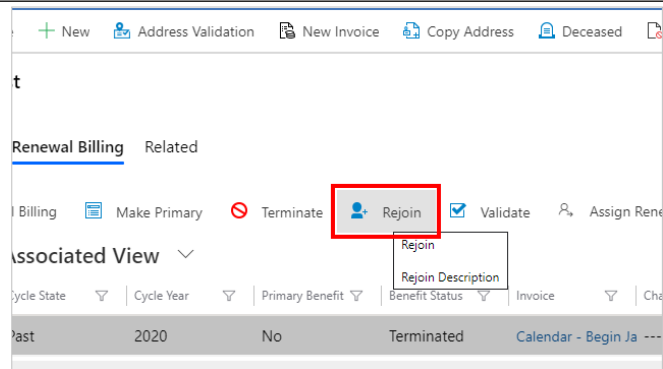 + New Address Validation New Invoice Copy Address Deceased
st
Renewal Billing Related
l Billing Make Primary Terminate Rejoin Validate Assign Rene
Associated View
Rejoin
Rejoin Description
Cycle State Cycle Year Primary Benefit Benefit Status Invoice Cha
Past 2020 No Terminated Calendar - Begin Ja ---